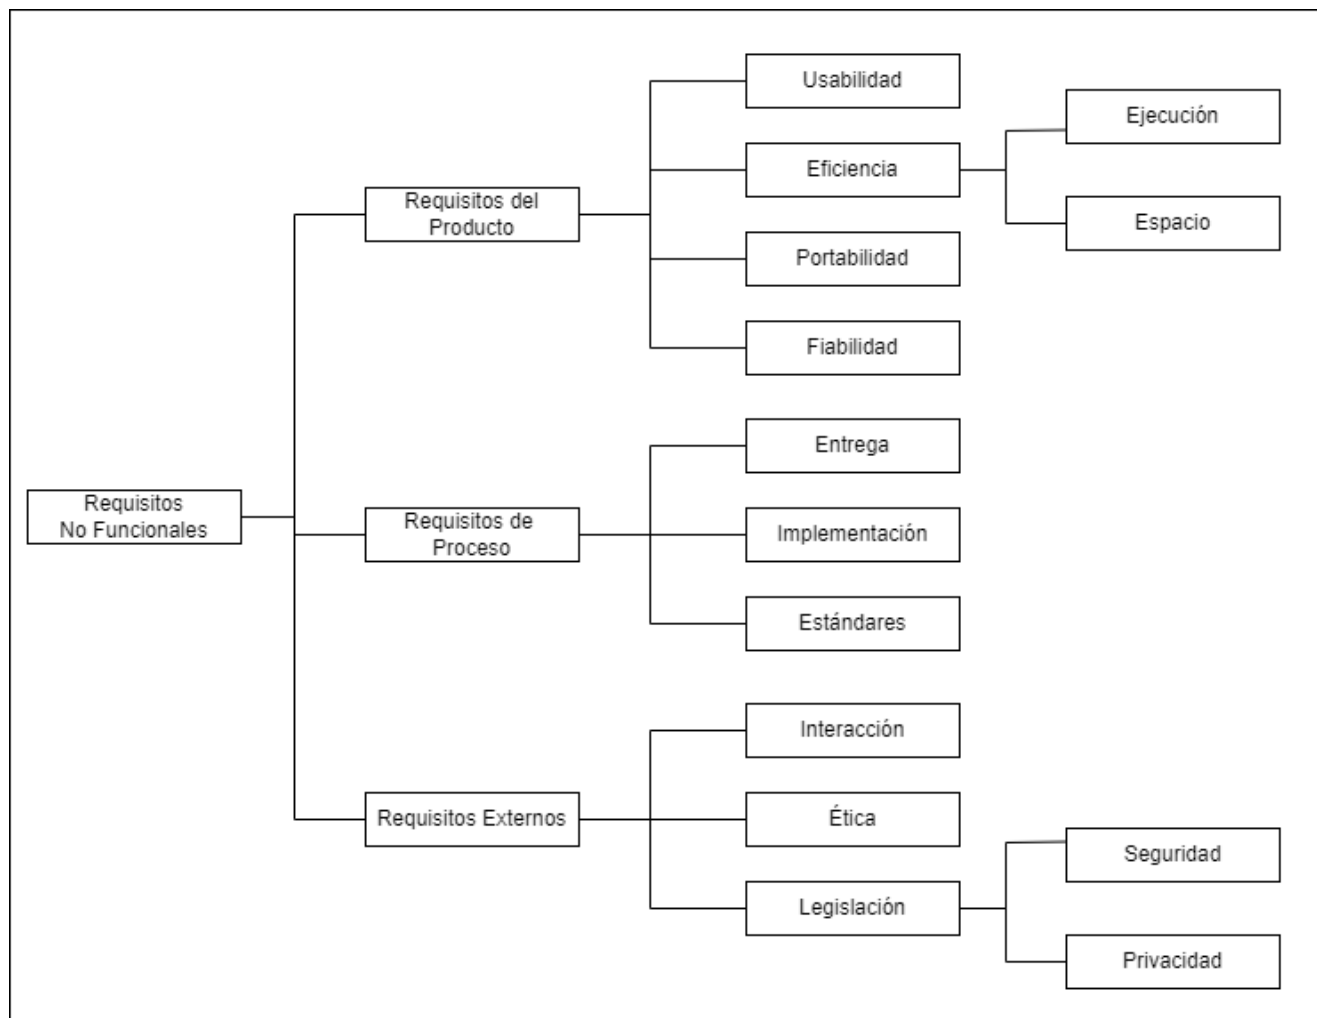 Usabilidad
Ejecución
Eficiencia
Requisitos del
Producto
Espacio
Portabilidad
Fiabilidad
Entrega
Requisitos
No Funcionales
Requisitos de
Proceso
Implementación
Estándares
Interacción
Requisitos Externos
Ética
Seguridad
Legislación
Privacidad